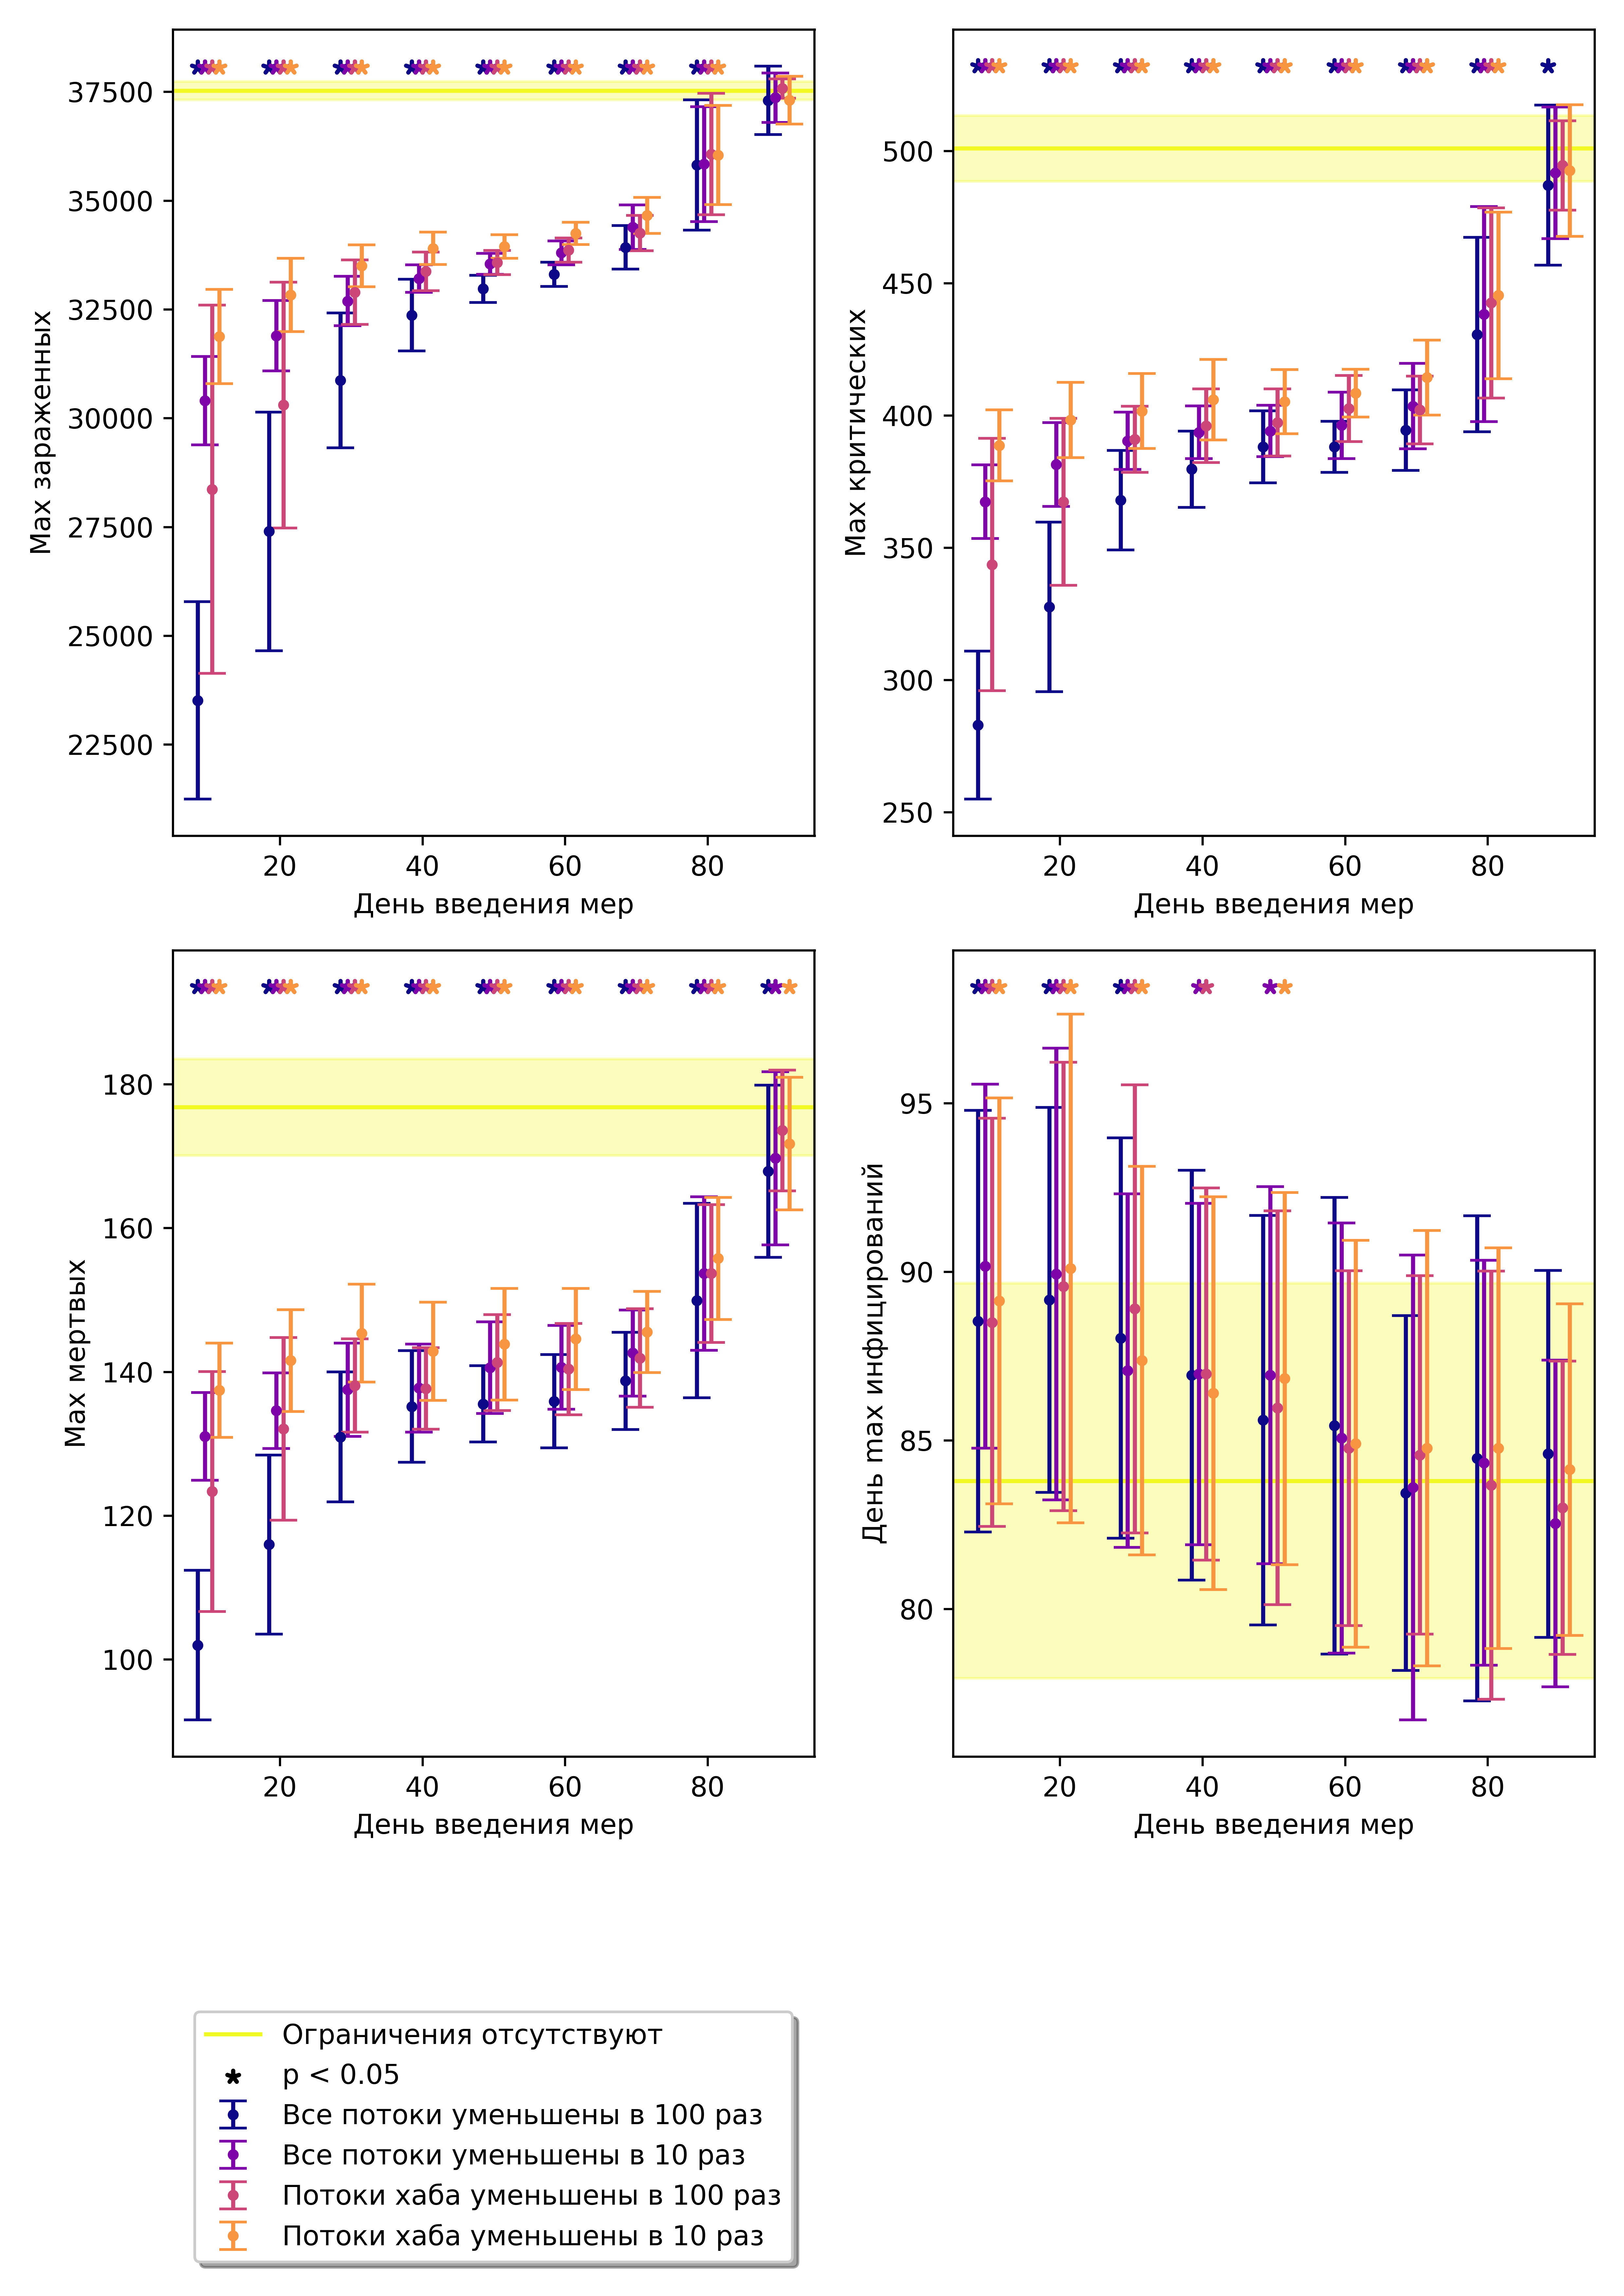 37500
35000
32500
30000
27500
25000
22500
Max зараженных
20 40 60 80
День введения мер
500
450
400
350
300
250
Max критических
20 40 60 80
День введения мер
180
160
140
120
100
Max мертвых
20 40 60 80
День введения мер
95
90
85
80
День max инфицирований
20 40 60 80
День введения мер
Ограничения отсутствуют
p < 0.05
Все потоки уменьшены в 100 раз
Все потоки уменьшены в 10 раз
Потоки хаба уменьшены в 100 раз
Потоки хаба уменьшены в 10 раз